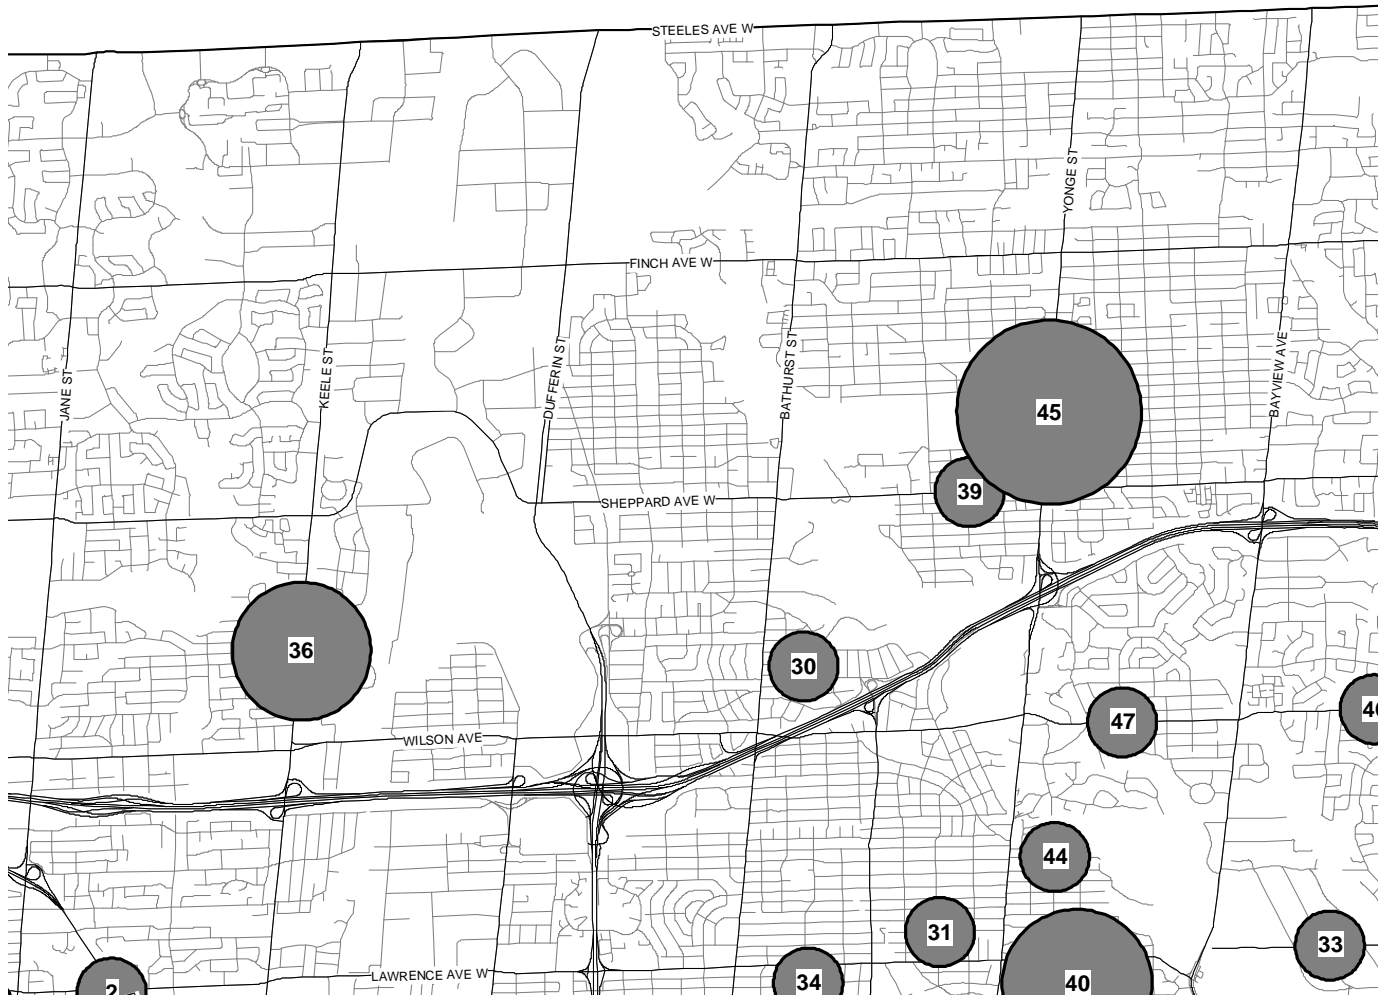 STEELES AVE W
YONGE ST
FINCH AVE W
JANE ST
KEELE ST
DUFFERIN ST
BATHURST ST
BAYVIEW AVE
45
39
SHEPPARD AVE W
36
30
47
WILSON AVE
44
31
33
LAWRENCE AVE W
34
40
2